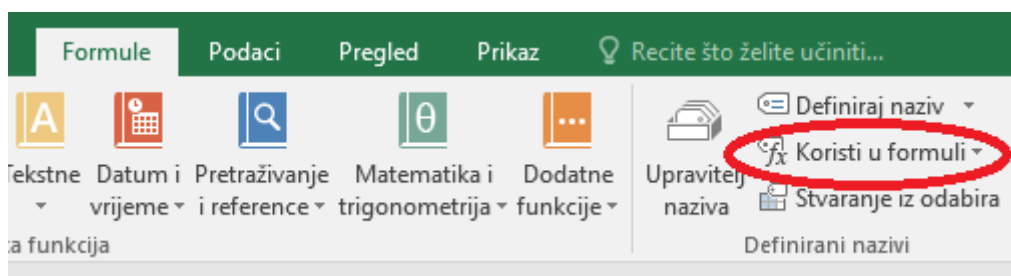 Formule Podaci Pregled Prikaz Recite što želite učiniti...
A θ Definiraj naziv
fx Koristi u formuli
Tekstne Datum i Pretraživanje Matematika i Dodatne Upravitelj Stvaranje iz odabira
vrijeme i reference trigonometrija funkcije naziva
a funkcija Definirani nazivi